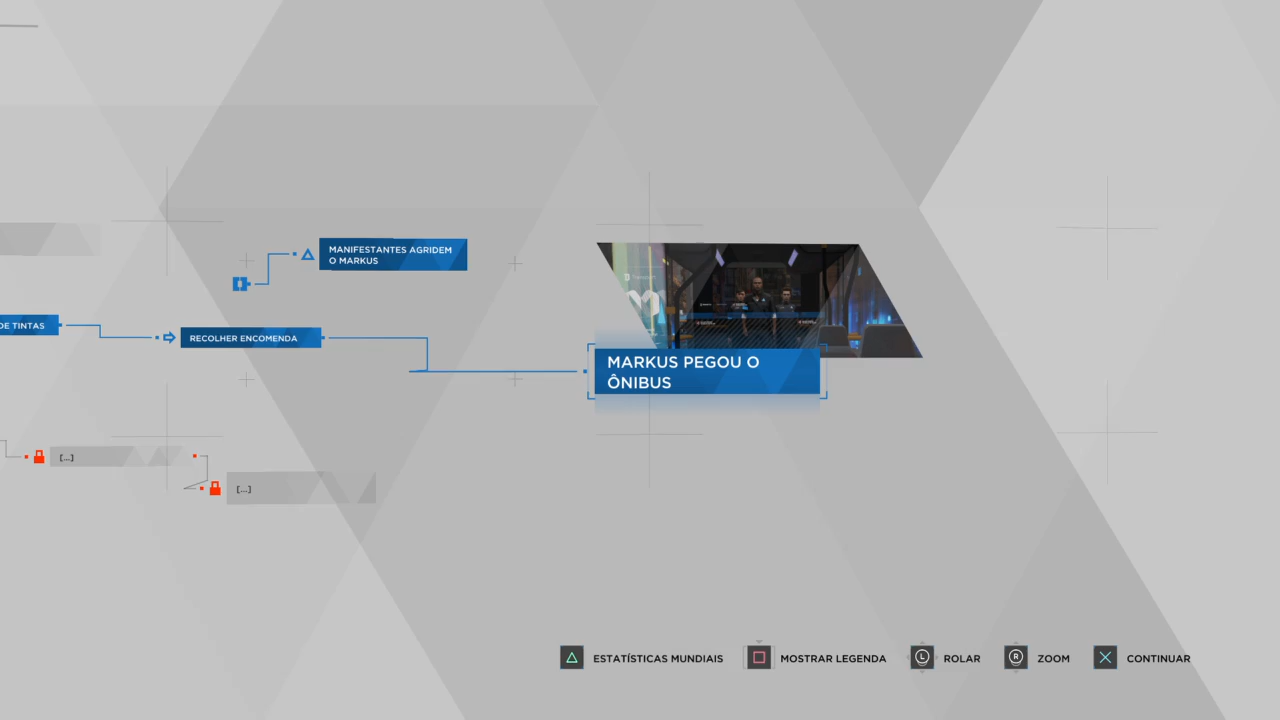 MANIFESTANTES AGRIDEM
O MARKUS
DE TINTAS
RECOLHER ENCOMENDA
MARKUS PEGOU O
ÔNIBUS
[...]
[...]
ESTATÍSTICAS MUNDIAIS
MOSTRAR LEGENDA
L
ROLAR
R
ZOOM
CONTINUAR